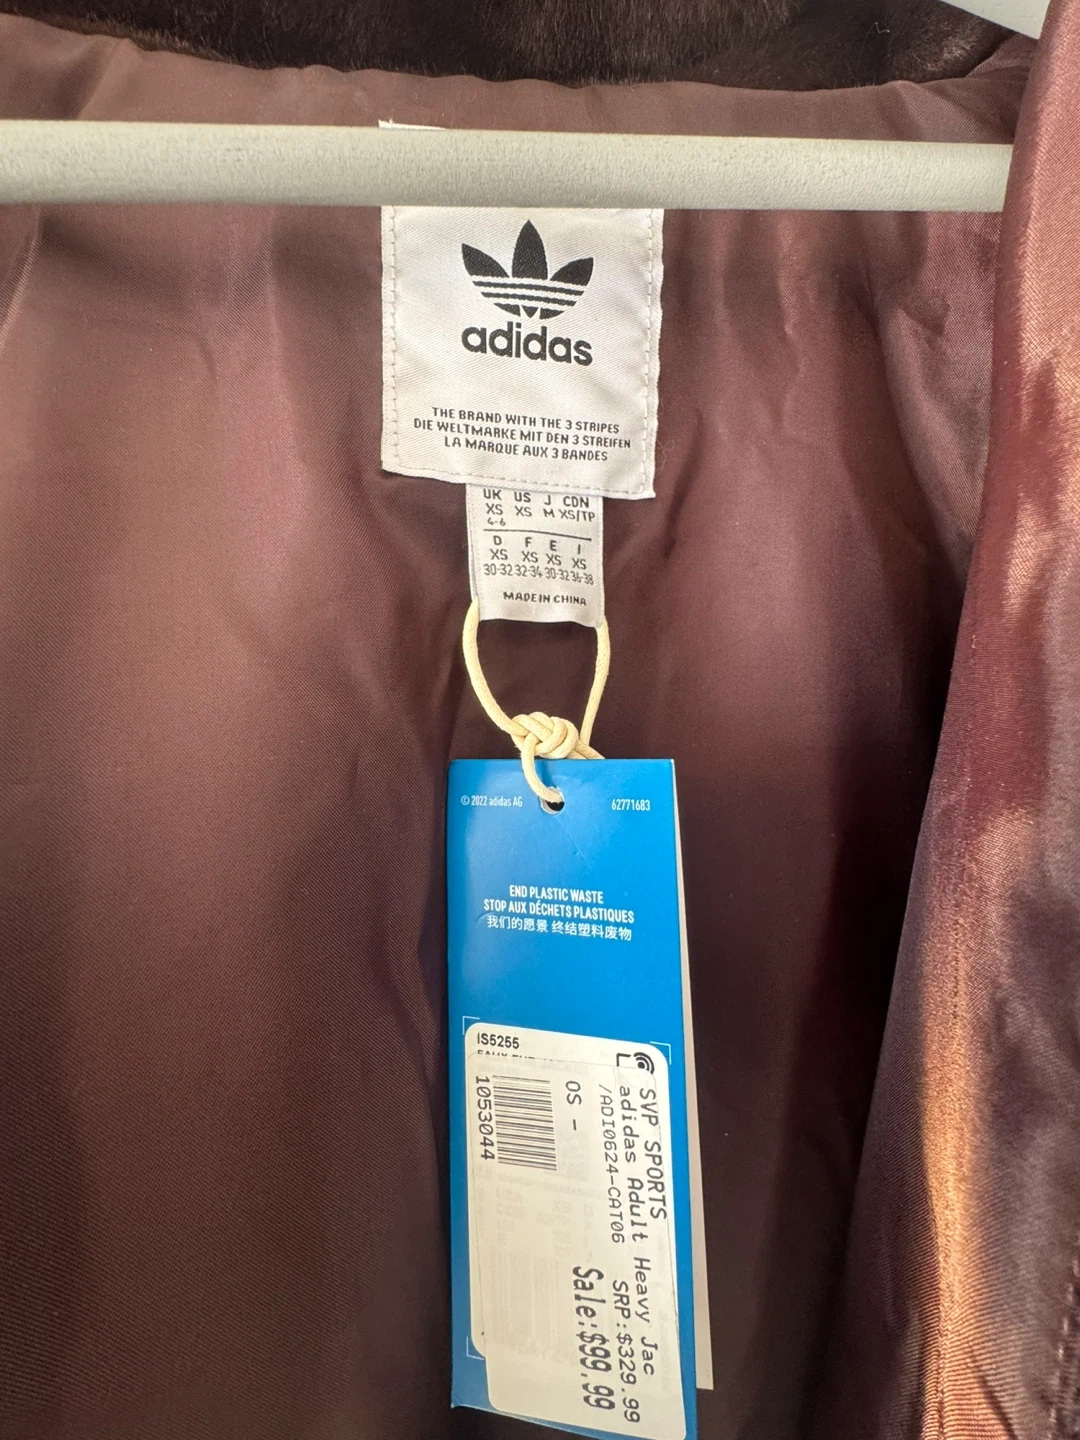 adidas
THE BRAND WITH THE 3 STRIPES
DIE WELTMARKE MIT DEN 3 STREIFEN
LA MARQUE AUX 3 BANDES
UK US J CDN
XS XS M XS/TP
4-6
D F E I
XS XS XS XS
30-32 32-34 30-32 36-38
MADE IN CHINA
© 2022 adidas AG 62771683
END PLASTIC WASTE
STOP AUX DÉCHETS PLASTIQUES
我们的愿景 终结塑料废物
IS5255
SVP SPORTS
adidas Adult Heavy Jac
/ADI0624-CAT06 SRP:$329.99
OS - Sale:$99.99
1053044